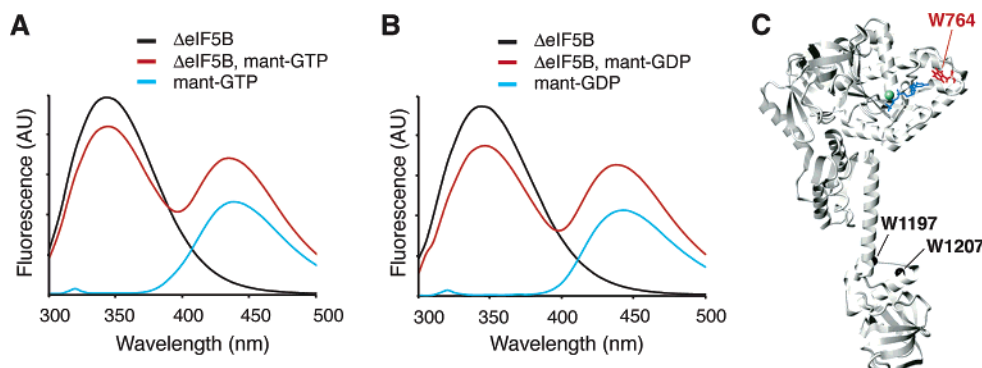 A
ΔeIF5B
ΔeIF5B, mant-GTP
mant-GTP
Fluorescence (AU)
300 350 400 450 500
Wavelength (nm)
B
ΔeIF5B
ΔeIF5B, mant-GDP
mant-GDP
Fluorescence (AU)
300 350 400 450 500
Wavelength (nm)
C
W764
W1197
W1207